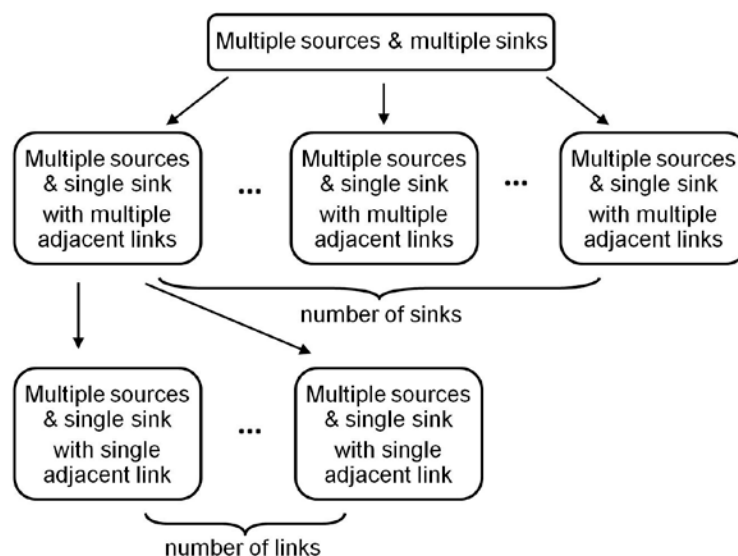 Multiple sources & multiple sinks
Multiple sources
& single sink
with multiple
adjacent links
...
Multiple sources
& single sink
with multiple
adjacent links
...
Multiple sources
& single sink
with multiple
adjacent links
number of sinks
Multiple sources
& single sink
with single
adjacent link
...
Multiple sources
& single sink
with single
adjacent link
number of links